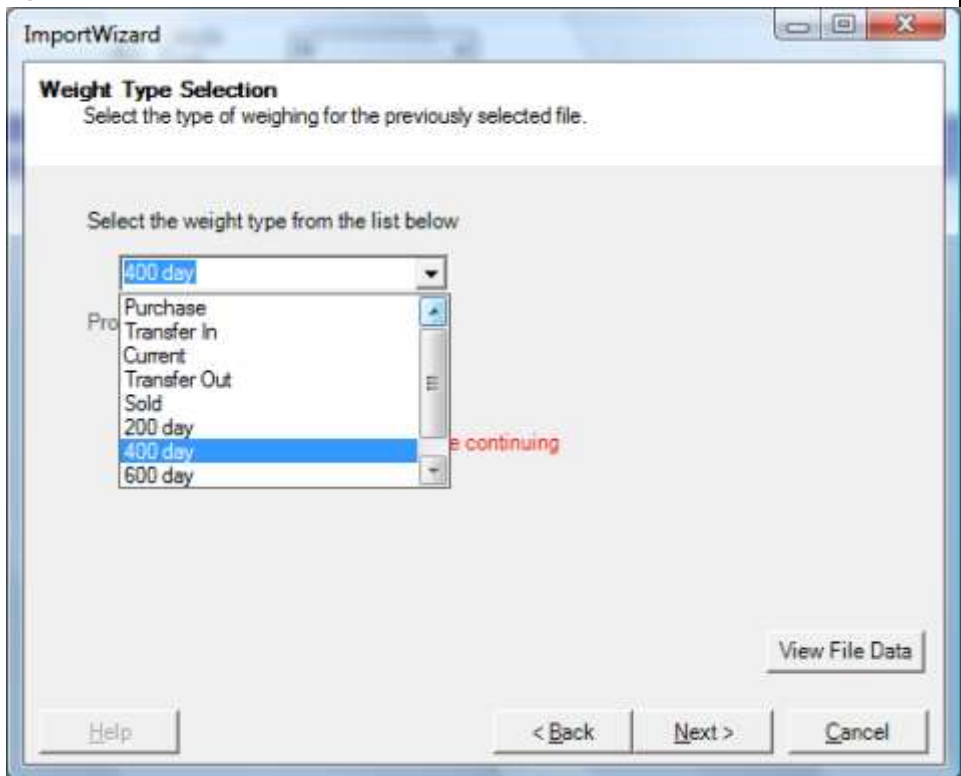 ImportWizard
Weight Type Selection
Select the type of weighing for the previously selected file.
Select the weight type from the list below
400 day
Purchase
Transfer In
Current
Transfer Out
Sold
200 day
400 day
600 day
continuing
View File Data
Help
< Back
Next >
Cancel